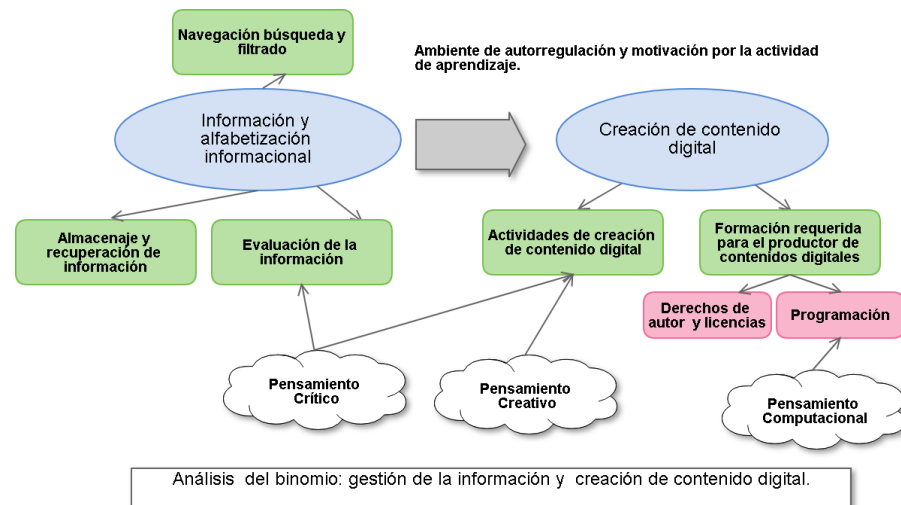 Navegación búsqueda y
filtrado
Ambiente de autorregulación y motivación por la actividad
de aprendizaje.
Información y
alfabetización
informacional
Creación de contenido
digital
Almacenaje y
recuperación de
información
Evaluación de la
información
Actividades de creación
de contenido digital
Formación requerida
para el productor de
contenidos digitales
Derechos de
autor y licencias
Programación
Pensamiento
Crítico
Pensamiento
Creativo
Pensamiento
Computacional
Análisis del binomio: gestión de la información y creación de contenido digital.